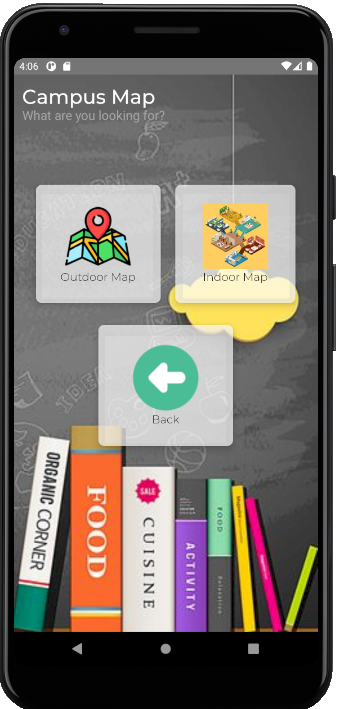 4:06
Campus Map
What are you looking for?
Outdoor Map
Indoor Map
Back
ORGANIC CORNER
FOOD
SALE
CUISINE
ACTIVITY
FOOD